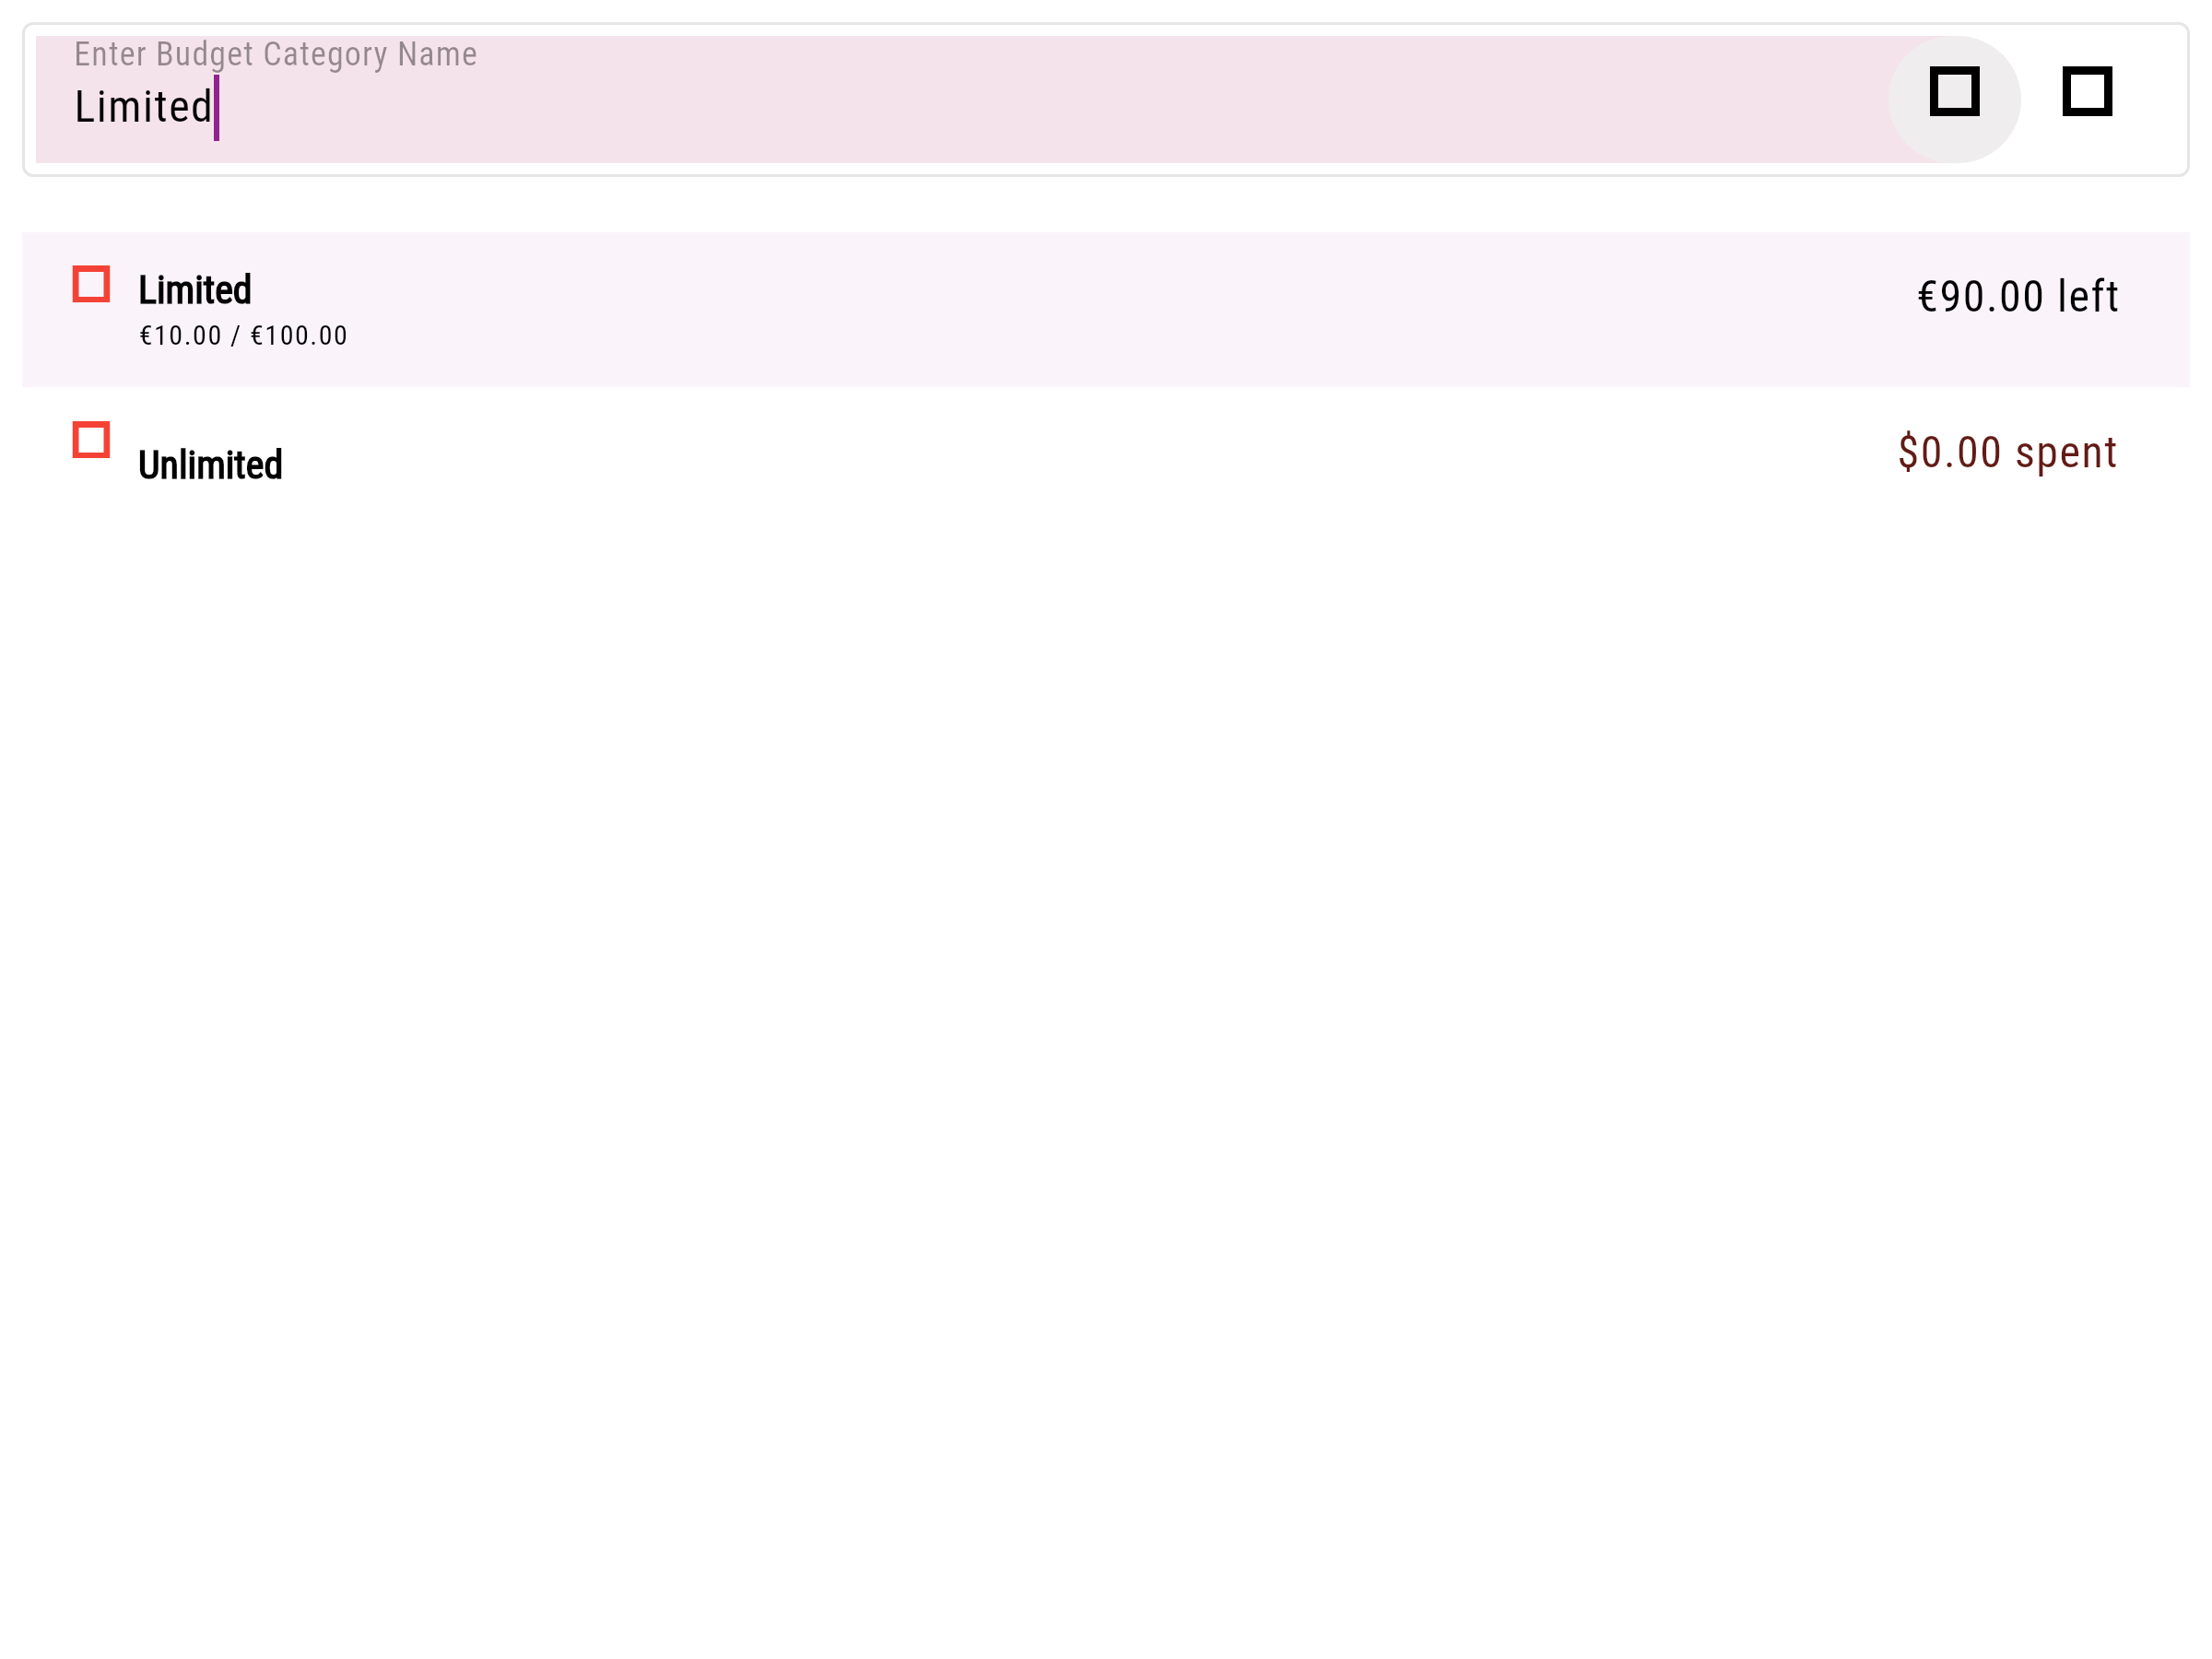 Enter Budget Category Name
Limited
Limited
€90.00 left
€10.00 / €100.00
Unlimited
$0.00 spent